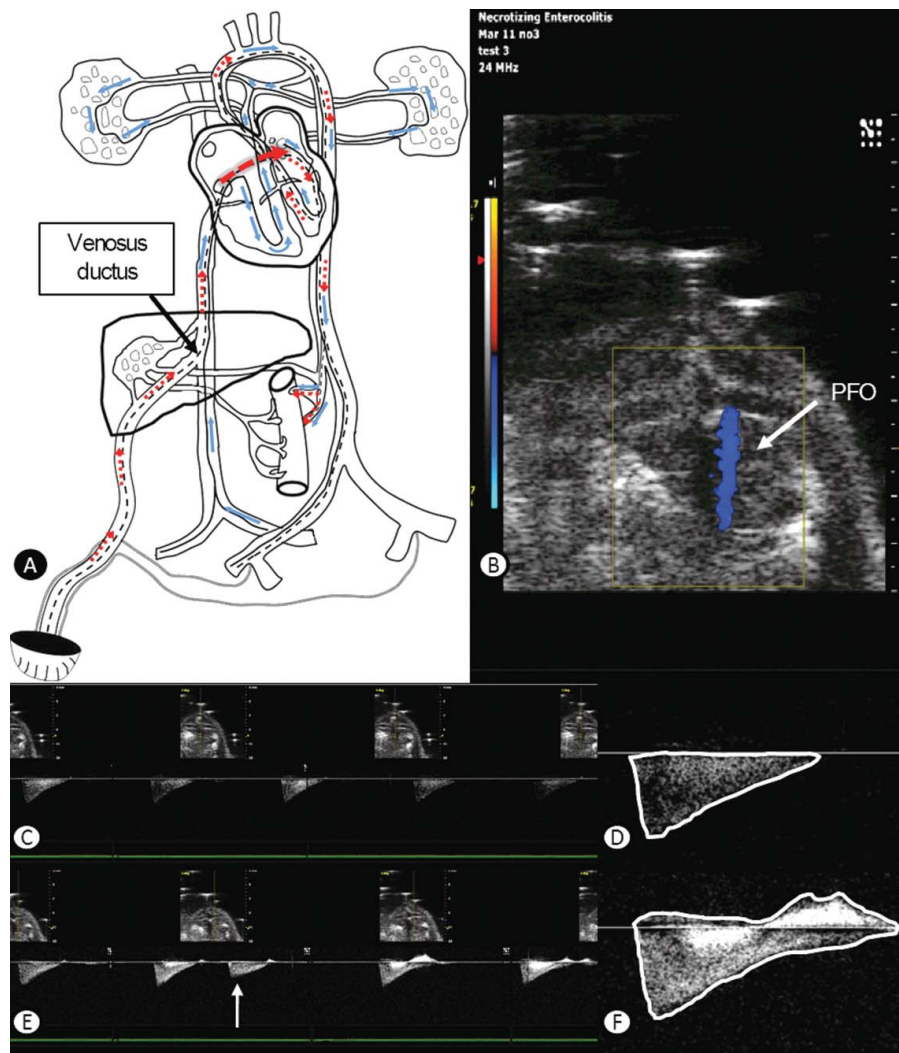 Necrotizing Enterocolitis
Mar 11 no3
test 3
24 MHz
Venosus
ductus
PFO
A
B
C
D
E
F